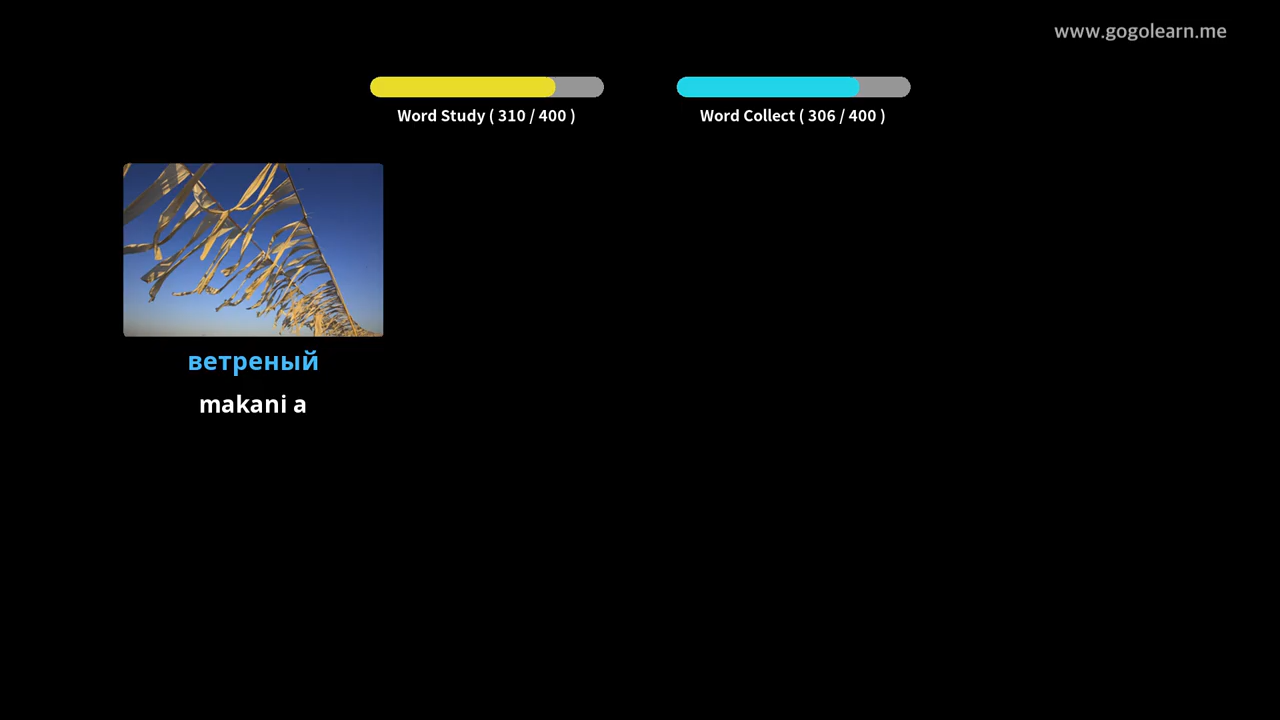 www.gogolearn.me
Word Study ( 310 / 400 )
Word Collect ( 306 / 400 )
ветреный
makani a